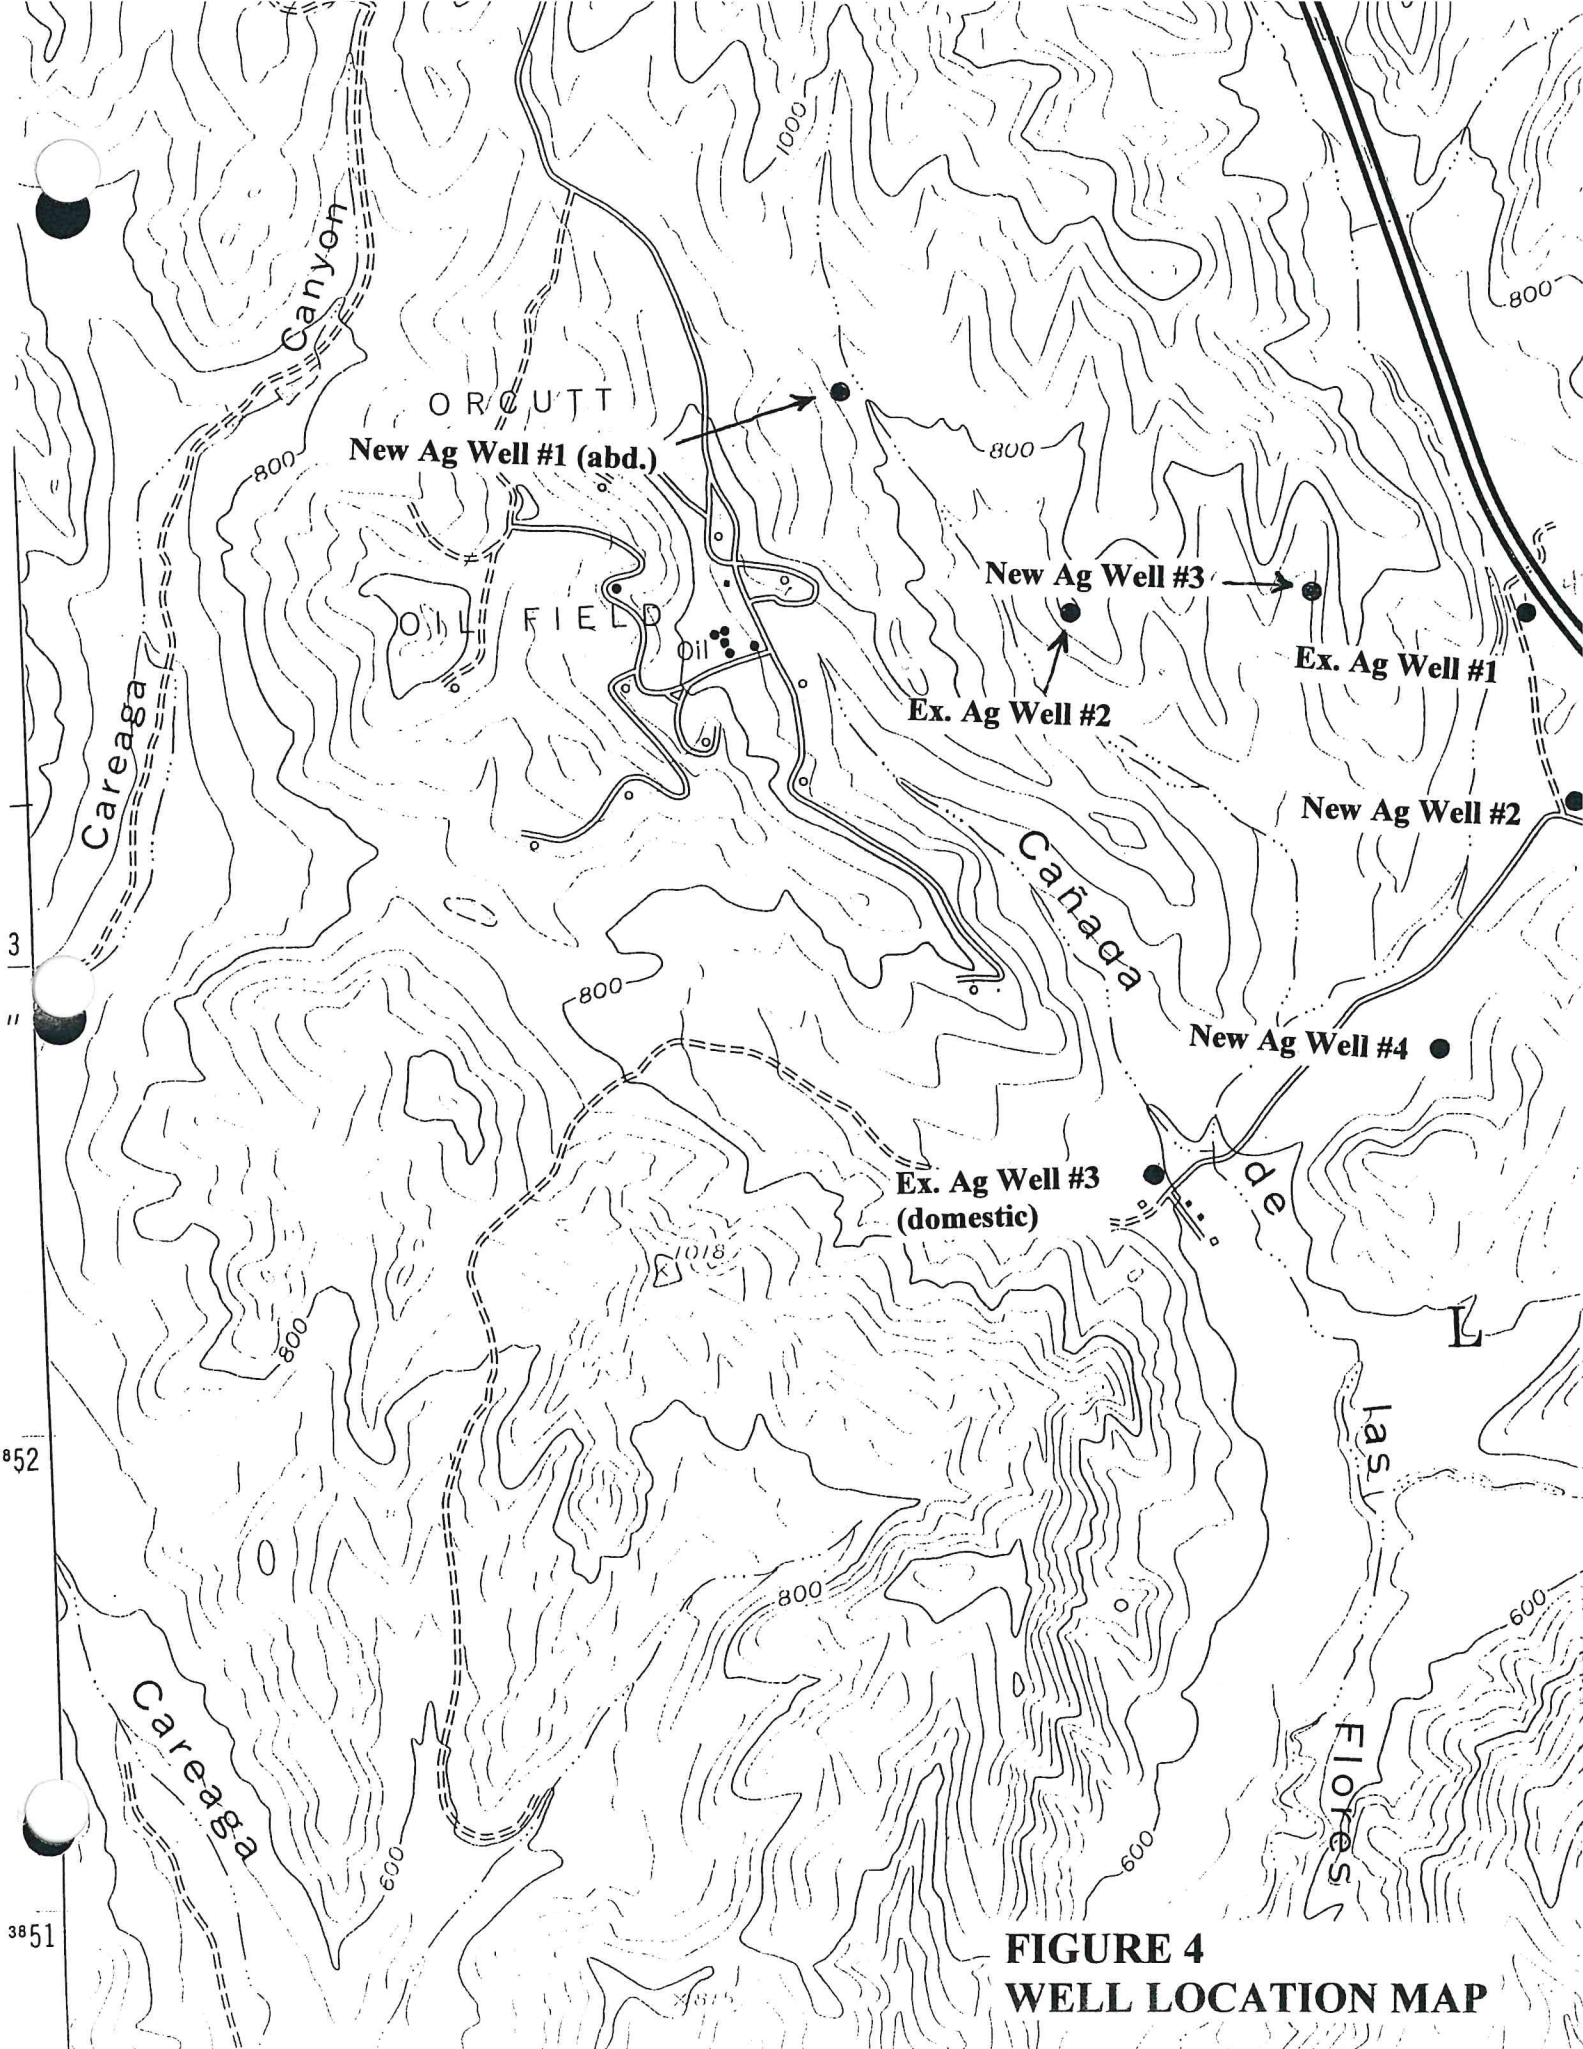 1000
Canyon
800
ORCUTT
New Ag Well #1 (abd.)
800
800
New Ag Well #3
OIL FIELD
Oil
Ex. Ag Well #1
Ex. Ag Well #2
Careaga
New Ag Well #2
Cañada
3
800
"
New Ag Well #4
Ex. Ag Well #3
(domestic)
de
1018
800
L
las
852
800
600
Careaga
Flores
600
600
3851
FIGURE 4
WELL LOCATION MAP